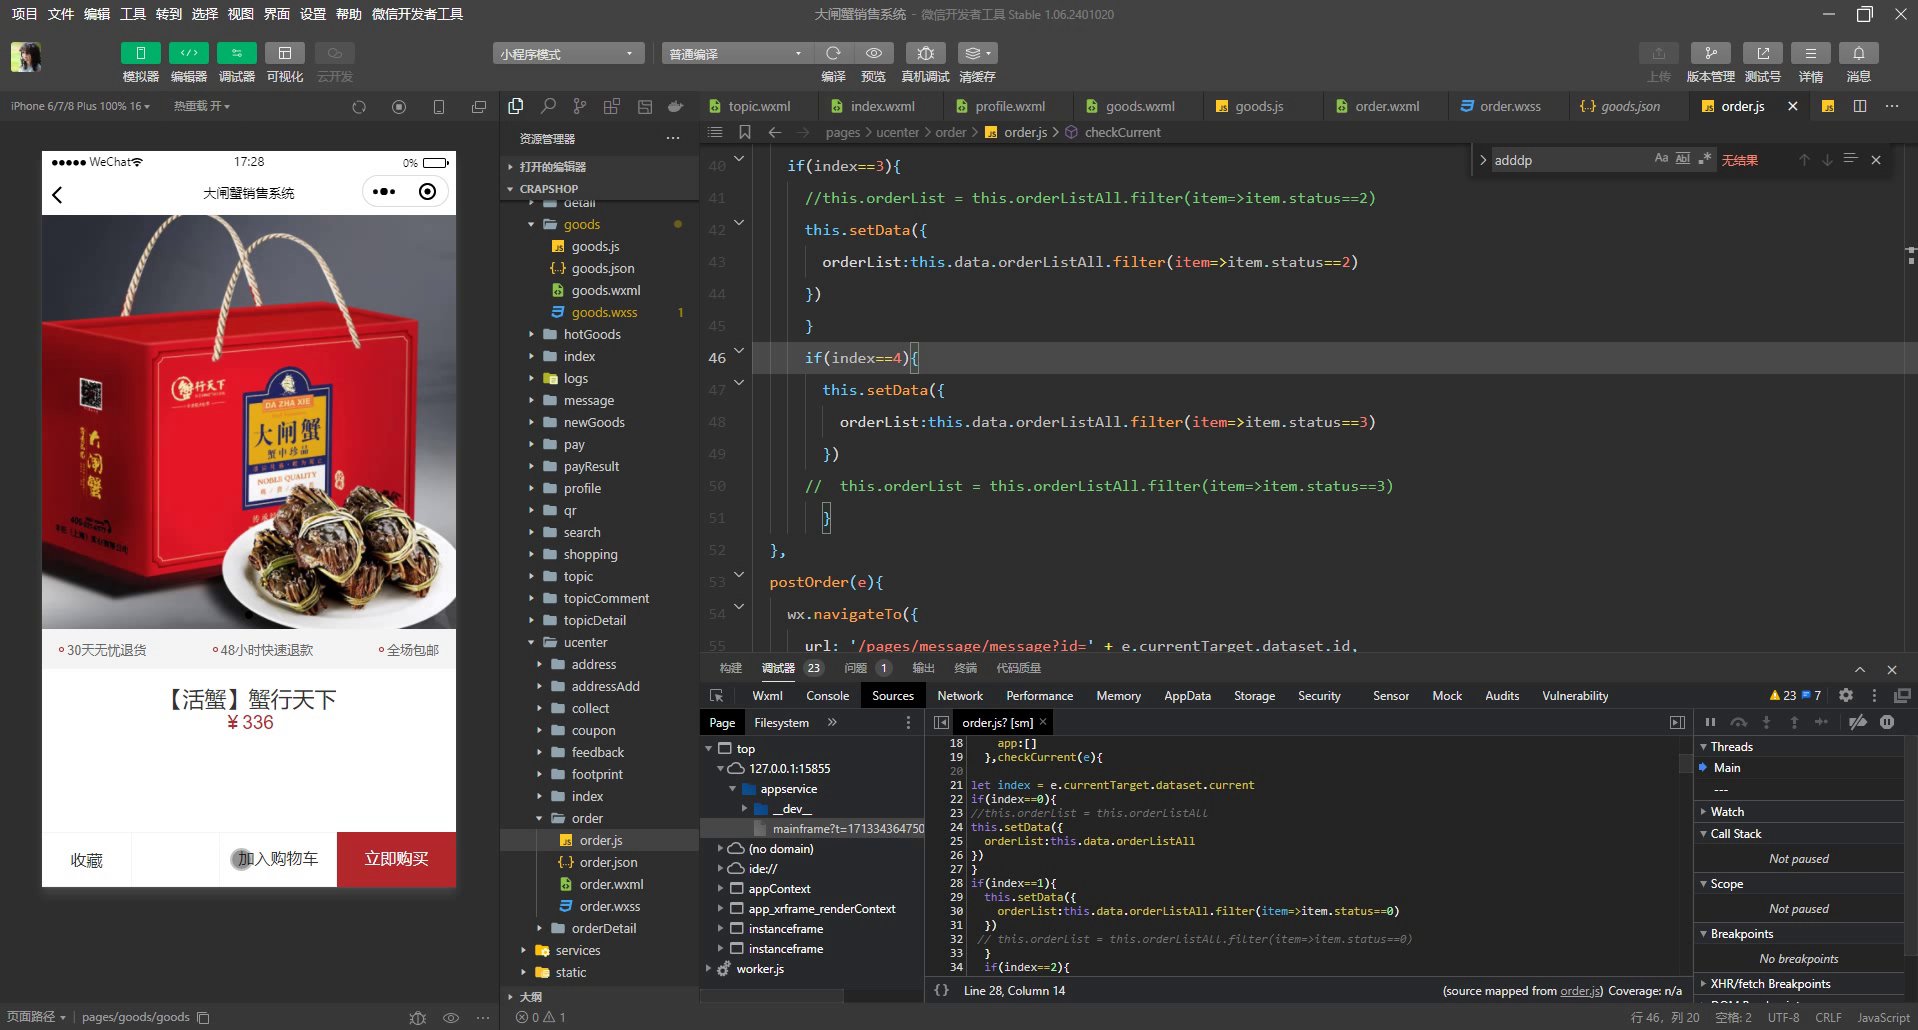 项目 文件 编辑 工具 转到 选择 视图 界面 设置 帮助 微信开发者工具
大闸蟹销售系统 - 微信开发者工具 Stable 1.06.2401020
模拟器 编辑器 调试器 可视化 云开发
小程序模式
普通编译
编译 预览 真机调试 清缓存
上传 版本管理 测试号 详情 消息
iPhone 6/7/8 Plus 100% 16
热重载 开
WeChat
17:28
0%
大闸蟹销售系统
蟹行天下
DA ZHA XIE
大闸蟹
蟹中珍品
NOBLE QUALITY
大闸蟹
30天无忧退货
48小时快速退款
全场包邮
【活蟹】蟹行天下
¥ 336
收藏
加入购物车
立即购买
页面路径
pages/goods/goods
资源管理器
打开的编辑器
CRAPSHOP
detail
goods
goods.js
goods.json
goods.wxml
goods.wxss 1
hotGoods
index
logs
message
newGoods
pay
payResult
profile
qr
search
shopping
topic
topicComment
topicDetail
ucenter
address
addressAdd
collect
coupon
feedback
footprint
index
order
order.js
order.json
order.wxml
order.wxss
orderDetail
services
static
大纲
0 1
topic.wxml index.wxml profile.wxml goods.wxml goods.js order.wxml order.wxss goods.json order.js
pages > ucenter > order > order.js > checkCurrent
adddp
Aa Abl .*
无结果
40 if(index==3){
41 //this.orderList = this.orderListAll.filter(item=>item.status==2)
42 this.setData({
43 orderList:this.data.orderListAll.filter(item=>item.status==2)
44 })
45 }
46 if(index==4){
47 this.setData({
48 orderList:this.data.orderListAll.filter(item=>item.status==3)
49 })
50 // this.orderList = this.orderListAll.filter(item=>item.status==3)
51 }
52 },
53 postOrder(e){
54 wx.navigateTo({
55 url: '/pages/message/message?id=' + e.currentTarget.dataset.id,
构建 调试器 23 问题 1 输出 终端 代码质量
Wxml Console Sources Network Performance Memory AppData Storage Security Sensor Mock Audits Vulnerability
23 7
Page Filesystem »
top
127.0.0.1:15855
appservice
__dev__
mainframe?t=171334364750
(no domain)
ide://
appContext
app_xrframe_renderContext
instanceframe
instanceframe
worker.js
order.js? [sm]
18 app:[]
19 },checkCurrent(e){
20
21 let index = e.currentTarget.dataset.current
22 if(index==0){
23 //this.orderList = this.orderListAll
24 this.setData({
25 orderList:this.data.orderListAll
26 })
27 }
28 if(index==1){
29 this.setData({
30 orderList:this.data.orderListAll.filter(item=>item.status==0)
31 })
32 // this.orderList = this.orderListAll.filter(item=>item.status==0)
33 }
34 if(index==2){
{} Line 28, Column 14
(source mapped from order.js) Coverage: n/a
Threads
Main
---
Watch
Call Stack
Not paused
Scope
Not paused
Breakpoints
No breakpoints
XHR/fetch Breakpoints
行 46，列 20 空格: 2 UTF-8 CRLF JavaScript